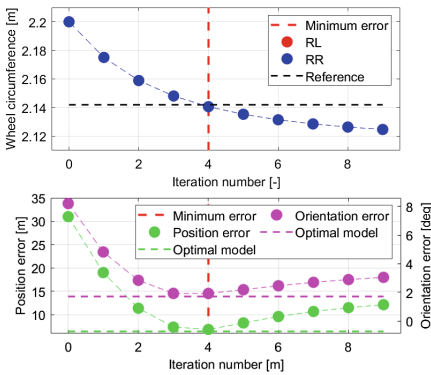 Wheel circumference [m]
2.2
2.18
2.16
2.14
2.12
Minimum error
RL
RR
Reference
0 2 4 6 8
Iteration number [-]
Position error [m]
35
30
25
20
15
10
Minimum error
Position error
Optimal model
Orientation error
Optimal model
8
6
4
2
0
Orientation error [deg]
0 2 4 6 8
Iteration number [m]